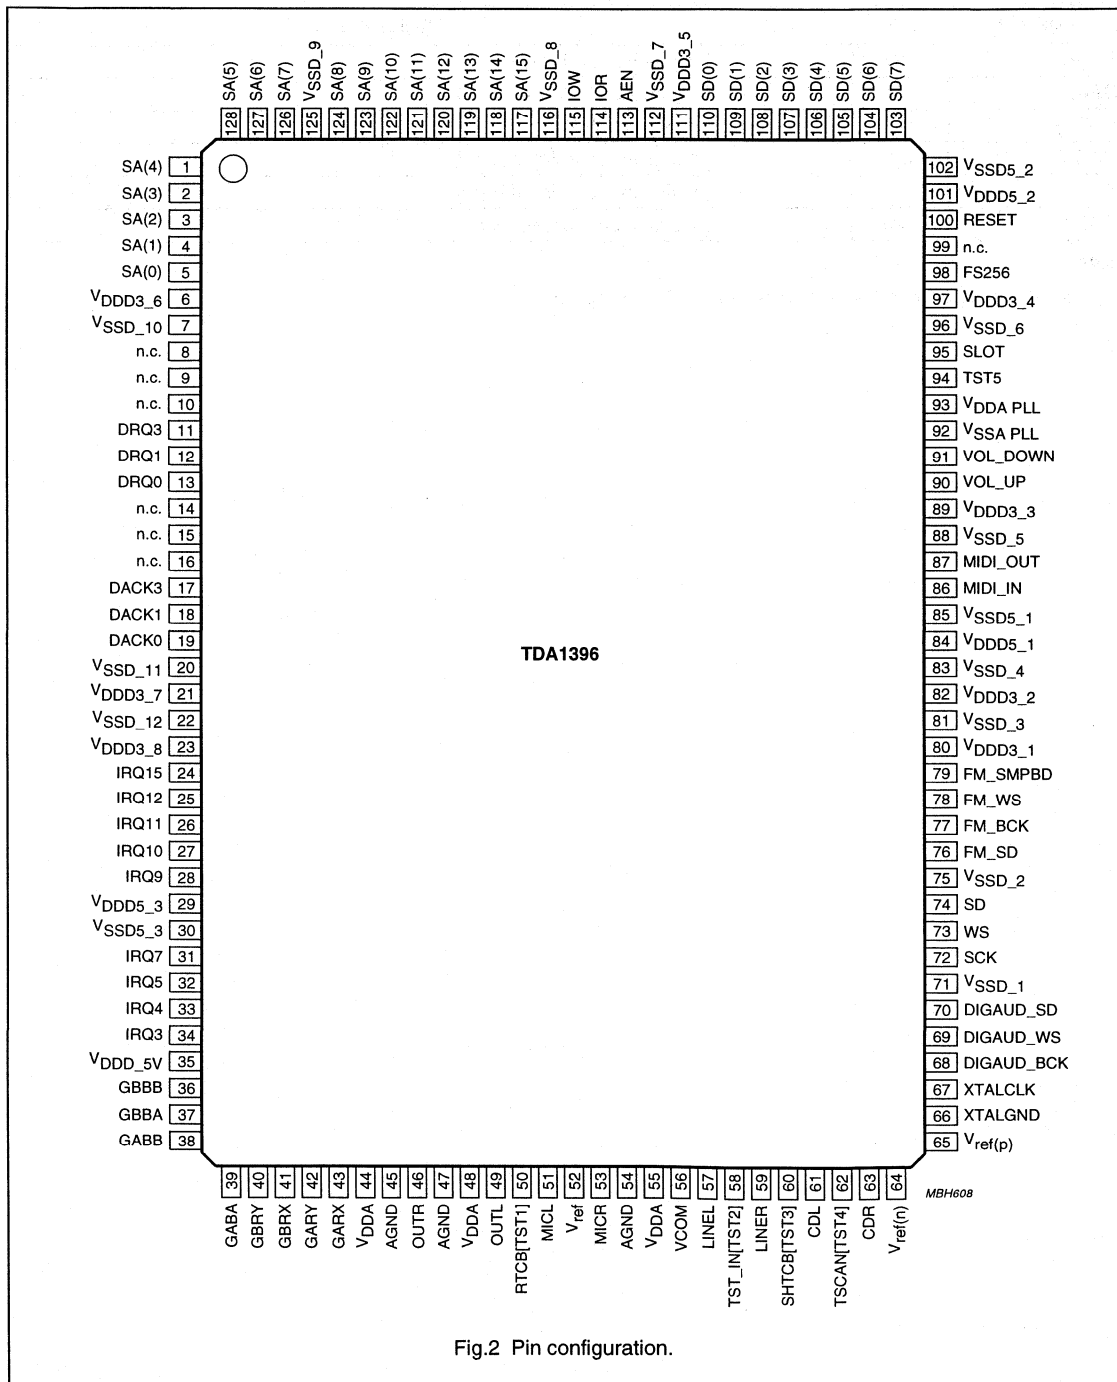 SA(5) SA(6) SA(7) VSSD_9 SA(8) SA(9) SA(10) SA(11) SA(12) SA(13) SA(14) SA(15) VSSD_8 IOW IOR AEN VSSD_7 VDDD3_5 SD(0) SD(1) SD(2) SD(3) SD(4) SD(5) SD(6) SD(7)
128 127 126 125 124 123 122 121 120 119 118 117 116 115 114 113 112 111 110 109 108 107 106 105 104 103
SA(4) 1
SA(3) 2
SA(2) 3
SA(1) 4
SA(0) 5
VDDD3_6 6
VSSD_10 7
n.c. 8
n.c. 9
n.c. 10
DRQ3 11
DRQ1 12
DRQ0 13
n.c. 14
n.c. 15
n.c. 16
DACK3 17
DACK1 18
DACK0 19
VSSD_11 20
VDDD3_7 21
VSSD_12 22
VDDD3_8 23
IRQ15 24
IRQ12 25
IRQ11 26
IRQ10 27
IRQ9 28
VDDD5_3 29
VSSD5_3 30
IRQ7 31
IRQ5 32
IRQ4 33
IRQ3 34
VDDD_5V 35
GBBB 36
GBBA 37
GABB 38
TDA1396
102 VSSD5_2
101 VDDD5_2
100 RESET
99 n.c.
98 FS256
97 VDDD3_4
96 VSSD_6
95 SLOT
94 TST5
93 VDDA PLL
92 VSSA PLL
91 VOL_DOWN
90 VOL_UP
89 VDDD3_3
88 VSSD_5
87 MIDI_OUT
86 MIDI_IN
85 VSSD5_1
84 VDDD5_1
83 VSSD_4
82 VDDD3_2
81 VSSD_3
80 VDDD3_1
79 FM_SMPBD
78 FM_WS
77 FM_BCK
76 FM_SD
75 VSSD_2
74 SD
73 WS
72 SCK
71 VSSD_1
70 DIGAUD_SD
69 DIGAUD_WS
68 DIGAUD_BCK
67 XTALCLK
66 XTALGND
65 Vref(p)
39 40 41 42 43 44 45 46 47 48 49 50 51 52 53 54 55 56 57 58 59 60 61 62 63 64
GABA GBRY GBRX GARY GARX VDDA AGND OUTR AGND VDDA OUTL RTCB[TST1] MICL Vref MICR AGND VDDA VCOM LINEL TST_IN[TST2] LINER SHTCB[TST3] CDL TSCAN[TST4] CDR Vref(n)
MBH608
Fig.2 Pin configuration.